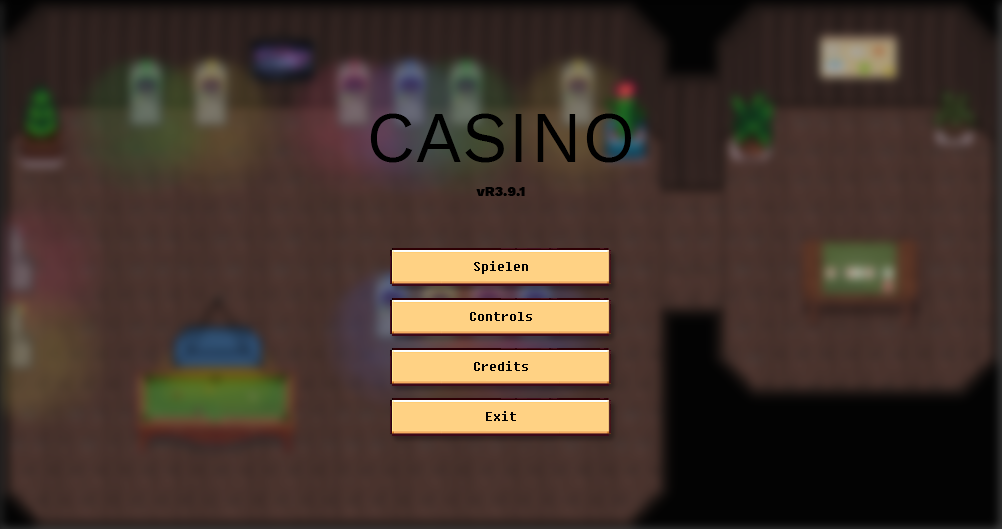 CASINO
vR3.9.1
Spielen
Controls
Credits
Exit